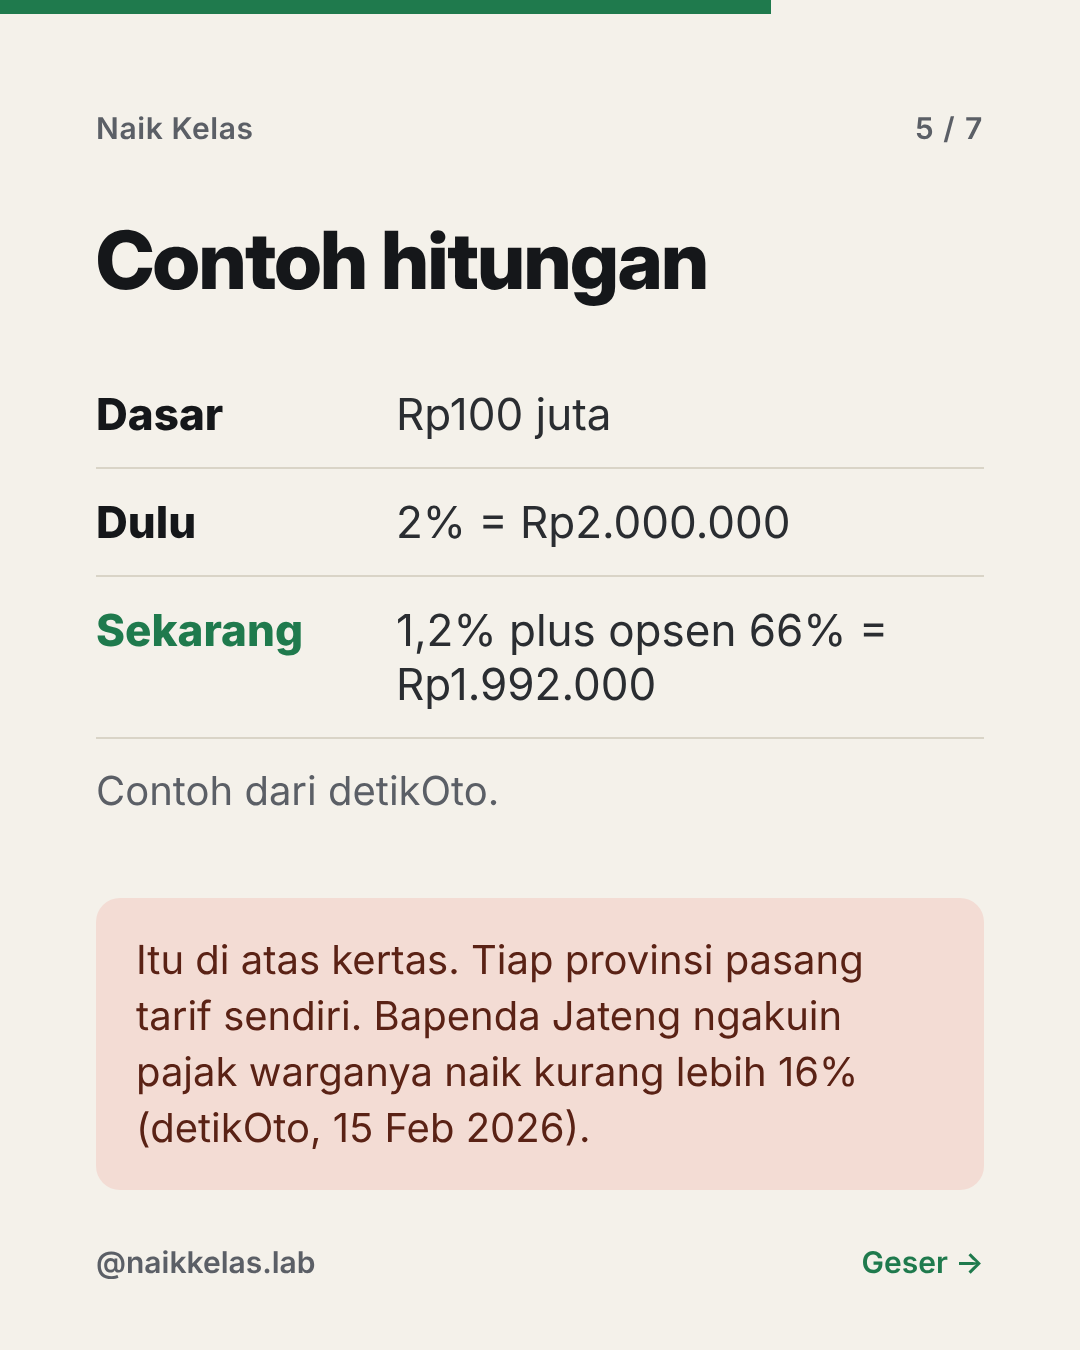 Naik Kelas
5 / 7
Contoh hitungan
Dasar Rp100 juta
Dulu 2% = Rp2.000.000
Sekarang 1,2% plus opsen 66% =
Rp1.992.000
Contoh dari detikOto.
Itu di atas kertas. Tiap provinsi pasang
tarif sendiri. Bapenda Jateng ngakuin
pajak warganya naik kurang lebih 16%
(detikOto, 15 Feb 2026).
@naikkelas.lab
Geser →